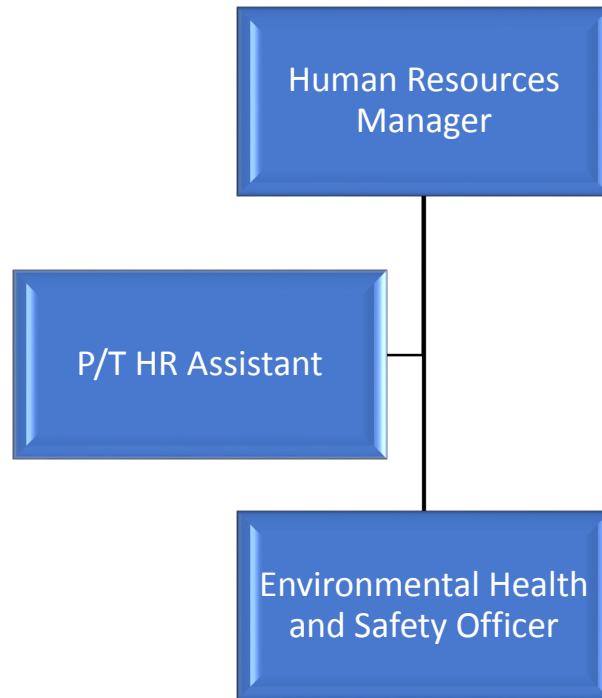 Human Resources
Manager
P/T HR Assistant
Environmental Health
and Safety Officer